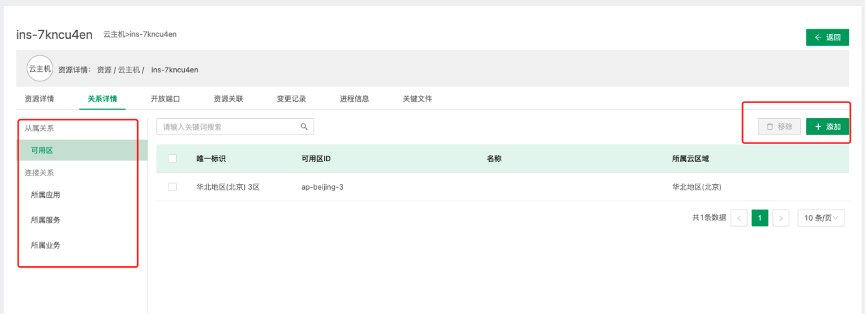 ins-7kncu4en 云主机>ins-7kncu4en
返回
云主机 资源详情: 资源 / 云主机 / ins-7kncu4en
资源详情 关系详情 开放端口 资源关联 变更记录 进程信息 关键文件
从属关系
可用区
连接关系
所属应用
所属服务
所属业务
请输入关键词搜索 移除 + 添加
唯一标识 可用区ID 名称 所属云区域
华北地区(北京) 3区 ap-beijing-3 华北地区(北京)
共1条数据 < 1 > 10 条/页